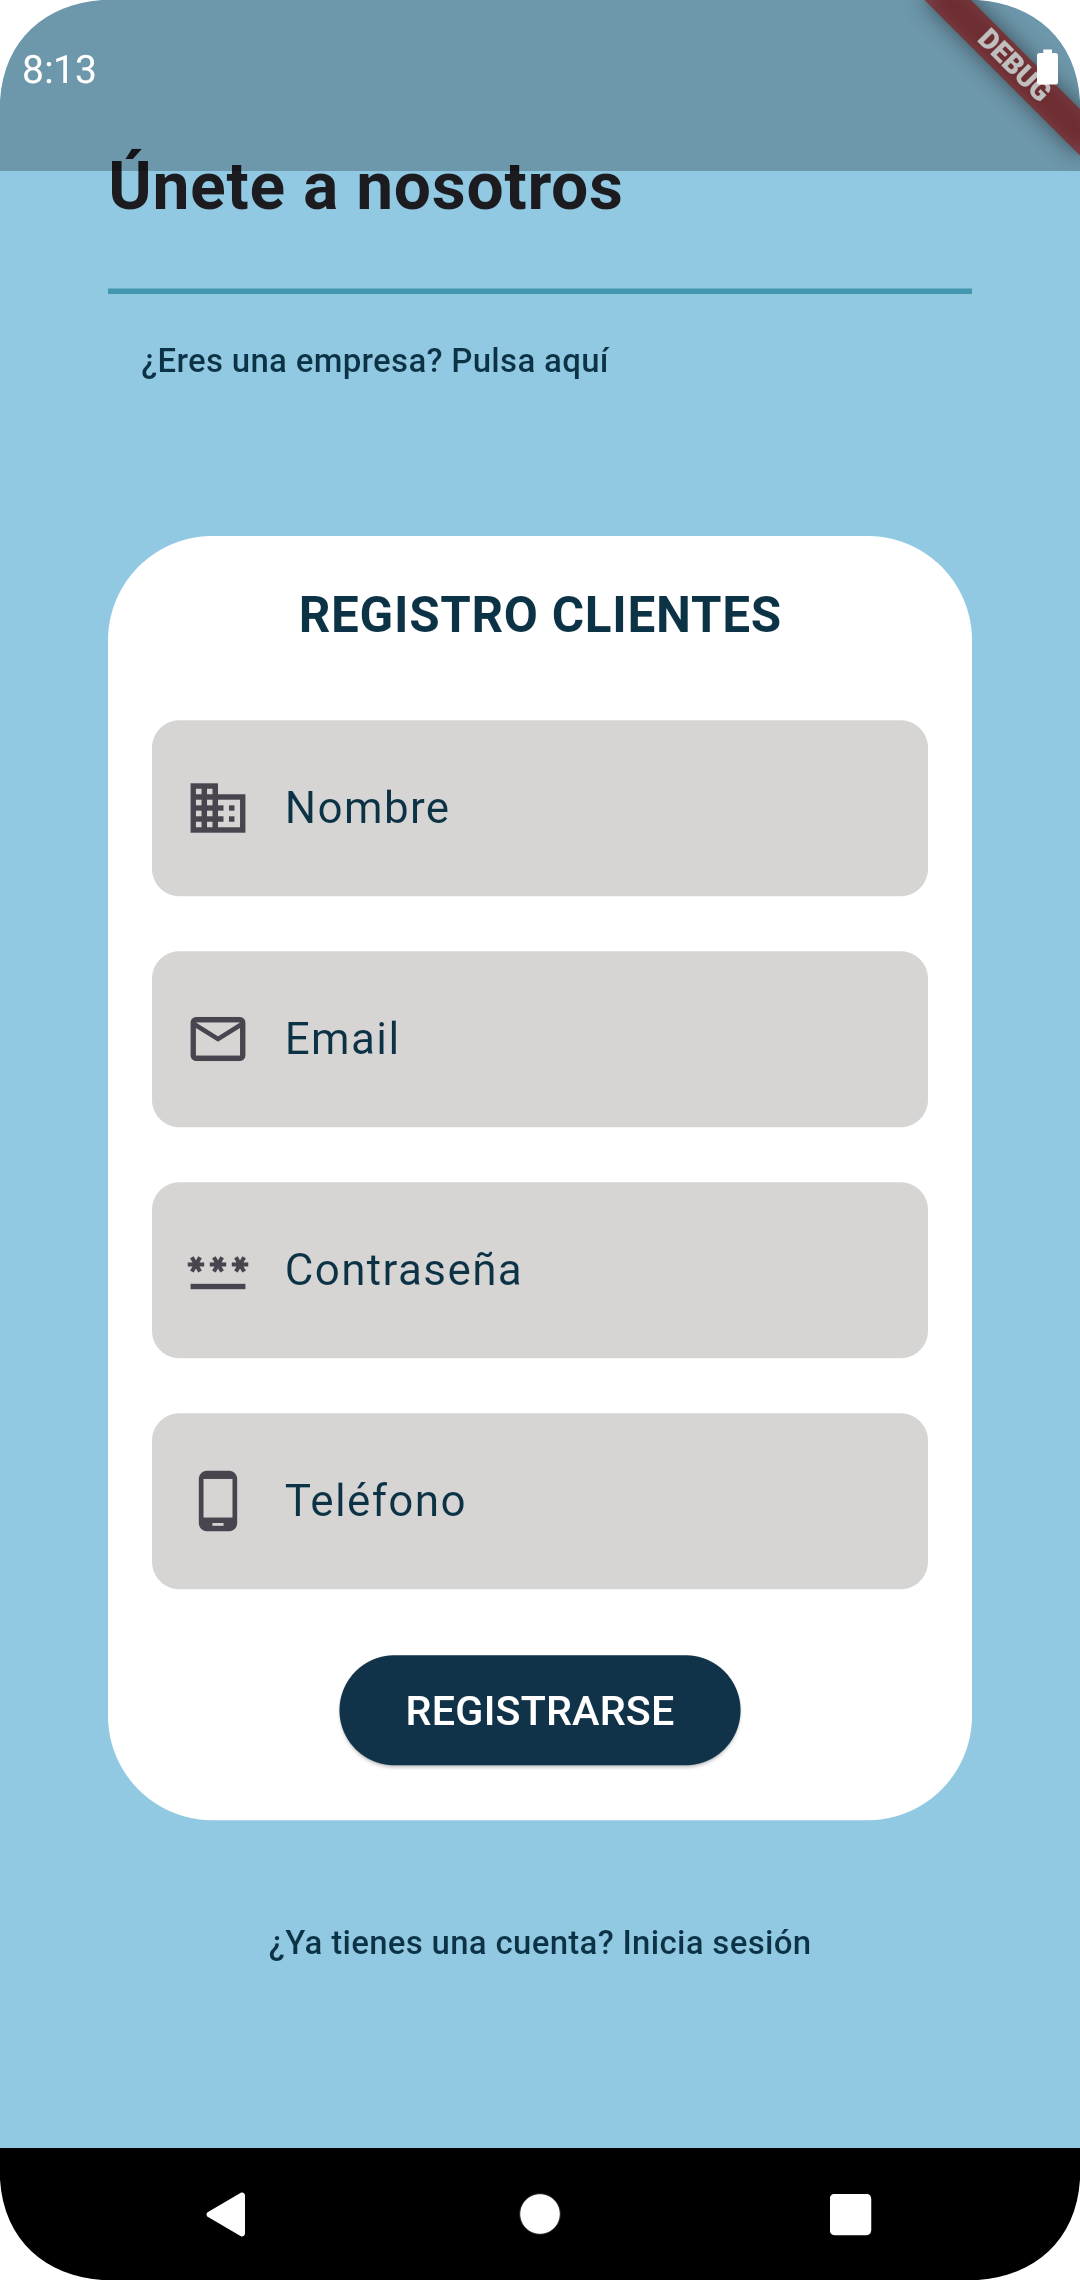 8:13
DEBUG
Únete a nosotros
¿Eres una empresa? Pulsa aquí
REGISTRO CLIENTES
Nombre
Email
Contraseña
Teléfono
REGISTRARSE
¿Ya tienes una cuenta? Inicia sesión